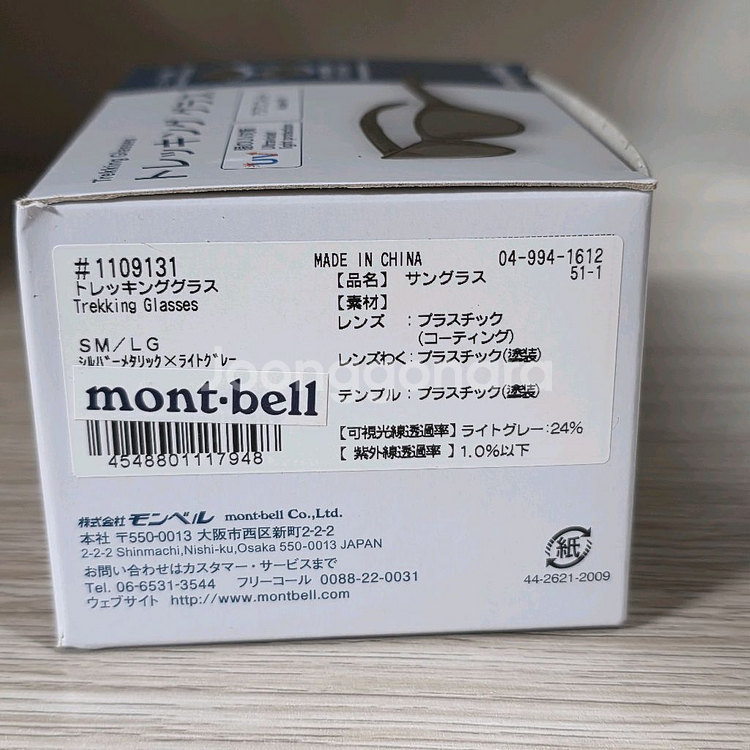 Trekking Glasses
トレッキング グラス
UV
#1109131
トレッキンググラス
Trekking Glasses
SM/LG
シルバーメタリック×ライトグレー
mont-bell
4548801117948
MADE IN CHINA
04-994-1612
51-1
【品名】 サングラス
【素材】
レンズ :プラスチック
(コーティング)
レンズわく:プラスチック(塗装)
テンプル:プラスチック(塗装)
【可視光線透過率】ライトグレー:24%
【 紫外線透過率 】1.0%以下
Joonggonara
株式会社 モンベル mont-bell Co.,Ltd.
本社 〒550-0013 大阪市西区新町2-2-2
2-2-2 Shinmachi,Nishi-ku,Osaka 550-0013 JAPAN
お問い合わせはカスタマー・サービスまで
Tel. 06-6531-3544 フリーコール 0088-22-0031
ウェブサイト http://www.montbell.com
紙
44-2621-2009